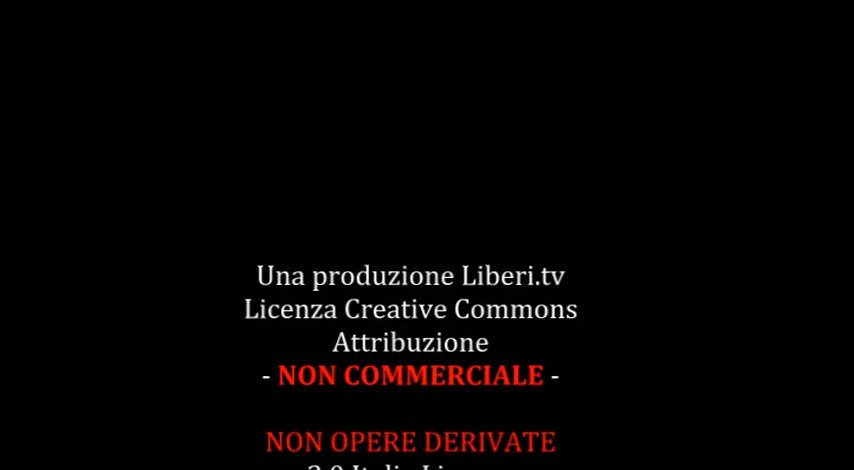 Una produzione Liberi.tv
Licenza Creative Commons
Attribuzione
- NON COMMERCIALE -
NON OPERE DERIVATE